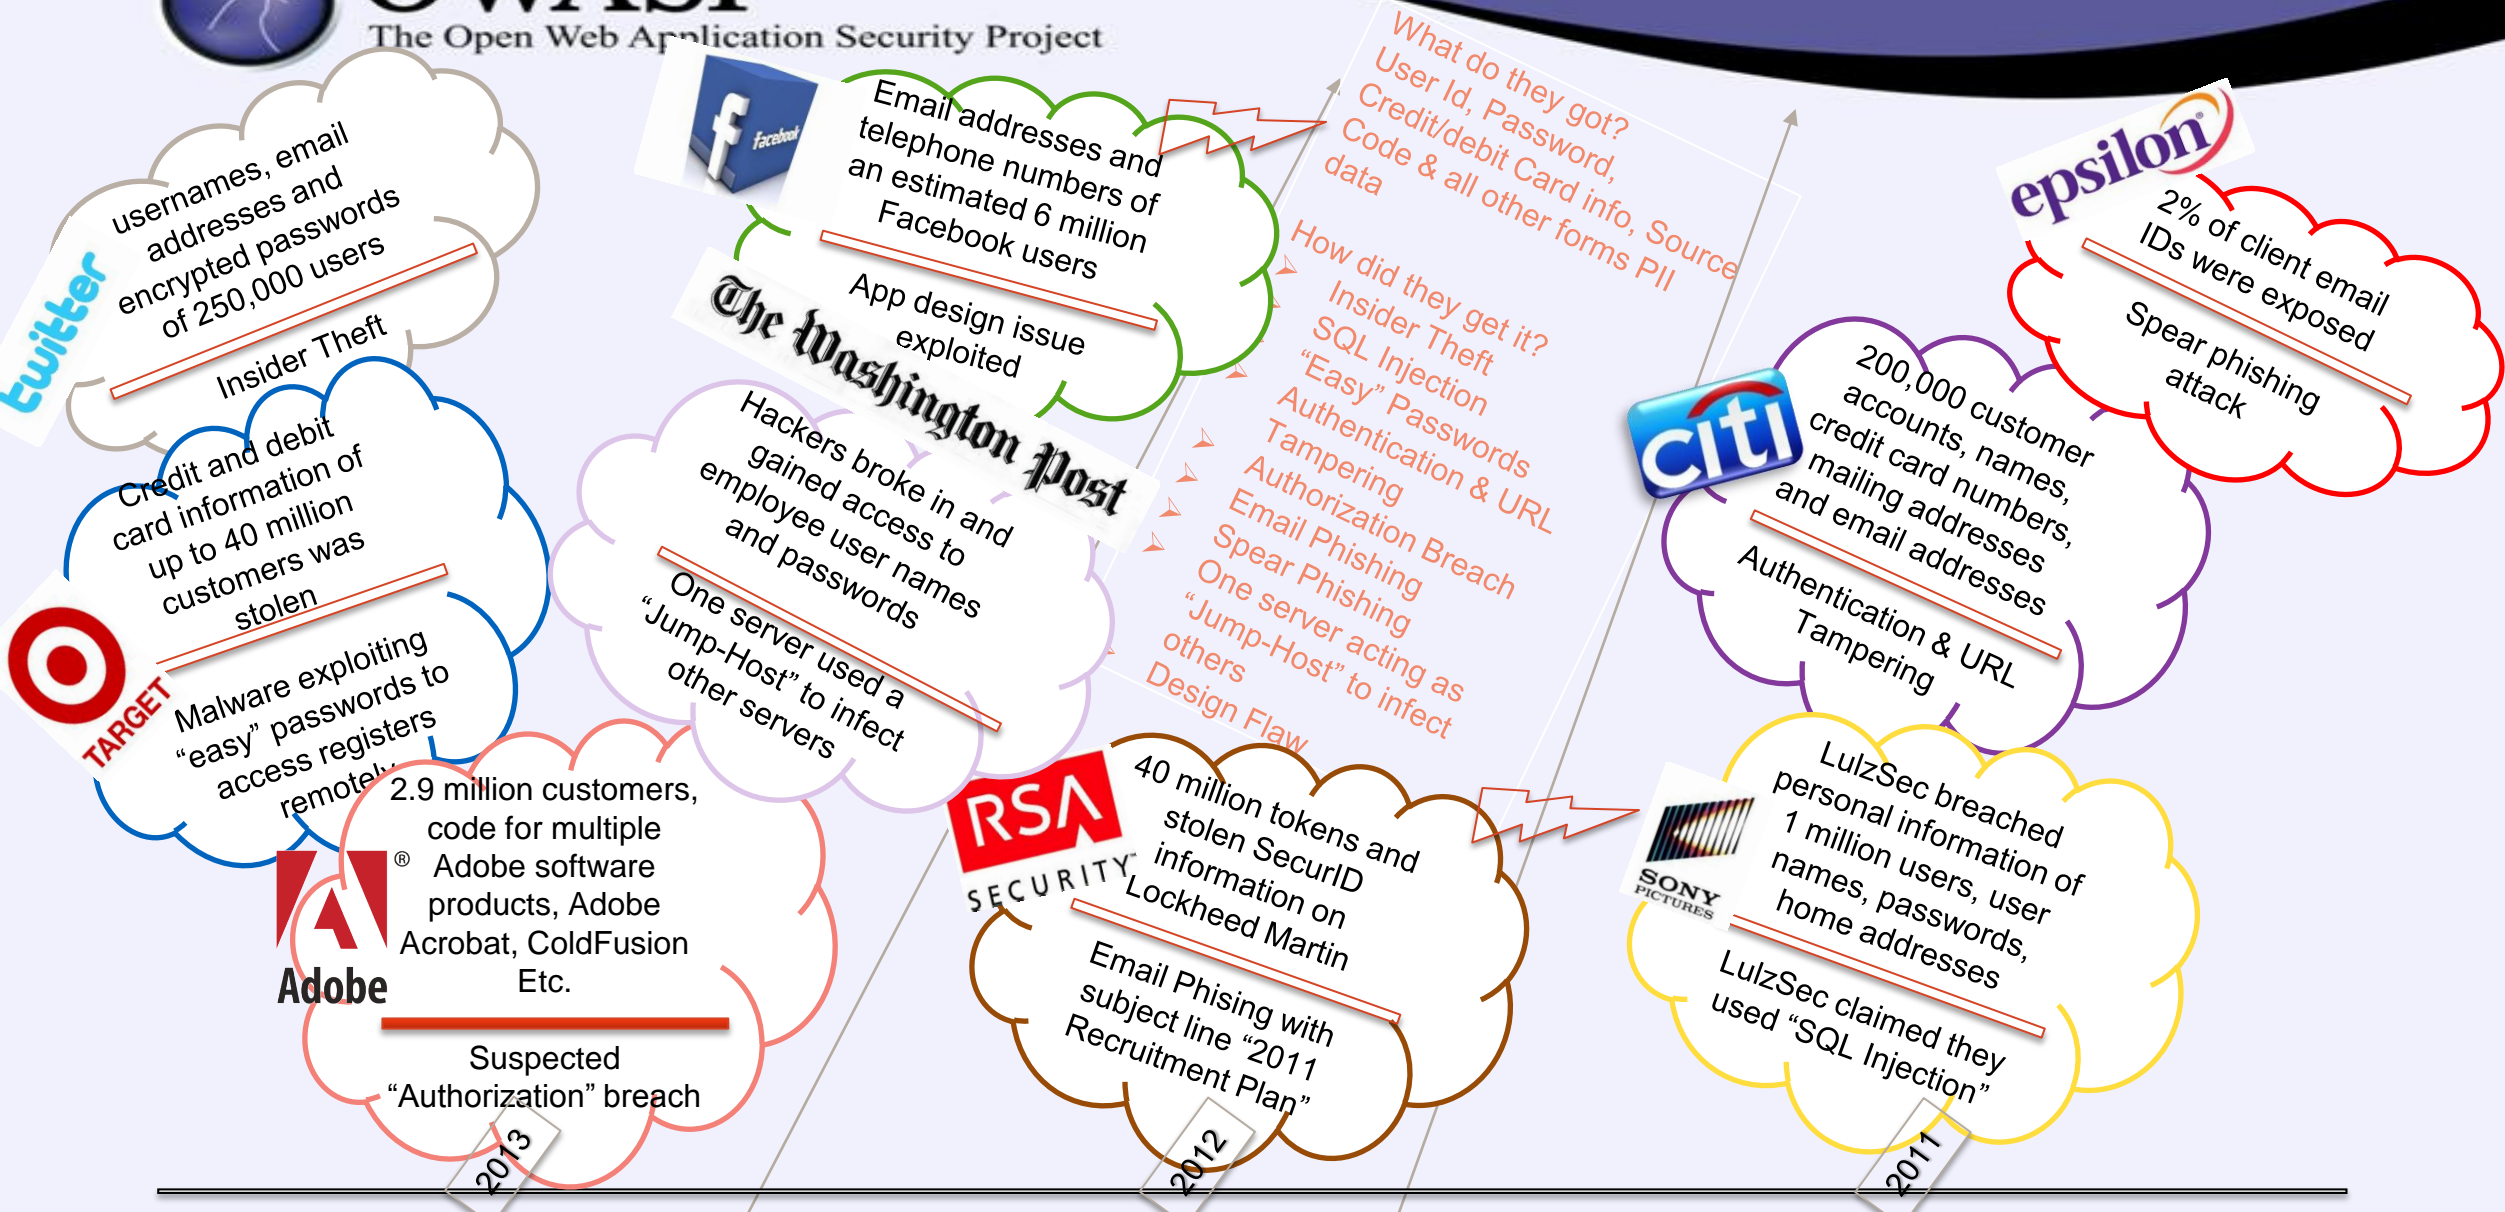 The Open Web Application Security Project
usernames, email
addresses and
encrypted passwords
of 250,000 users
Insider Theft
twitter
Credit and debit
card information of
up to 40 million
customers was
stolen
Malware exploiting
“easy” passwords to
access registers
remotely
TARGET
2.9 million customers,
code for multiple
Adobe software
products, Adobe
Acrobat, ColdFusion
Etc.
Suspected
“Authorization” breach
®
Adobe
2013
facebook
Email addresses and
telephone numbers of
an estimated 6 million
Facebook users
App design issue
exploited
The Washington Post
Hackers broke in and
gained access to
employee user names
and passwords
One server used a
“Jump-Host” to infect
other servers
What do they got?
User Id, Password,
Credit/debit Card info, Source
Code & all other forms PII
data
How did they get it?
Insider Theft
SQL Injection
“Easy” Passwords
Authentication & URL
Tampering
Authorization Breach
Email Phishing
Spear Phishing
One server acting as
“Jump-Host” to infect
others
Design Flaw
RSA
SECURITY™
40 million tokens and
stolen SecurID
information on
Lockheed Martin
Email Phising with
subject line “2011
Recruitment Plan”
2012
epsilon®
2% of client email
IDs were exposed
Spear phishing
attack
citi
200,000 customer
accounts, names,
credit card numbers,
mailing addresses
and email addresses
Authentication & URL
Tampering
SONY
PICTURES
LulzSec breached
personal information of
1 million users, user
names, passwords,
home addresses
LulzSec claimed they
used “SQL Injection”
2011